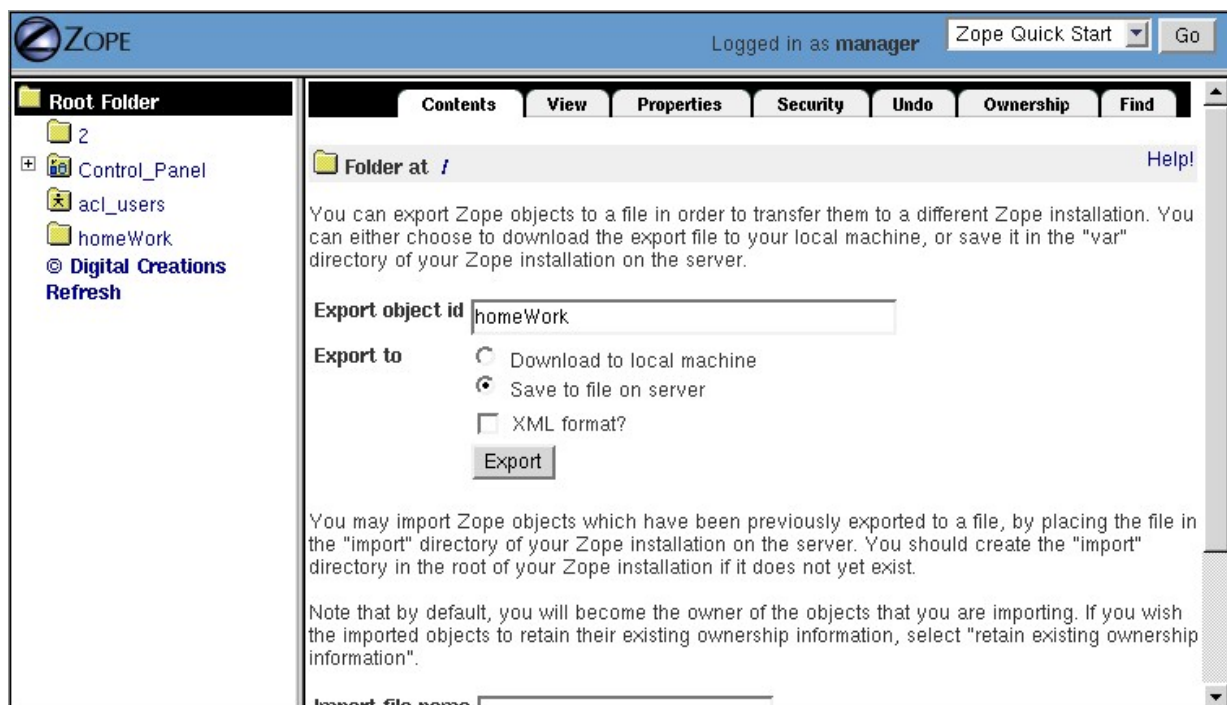 ZOPE
Logged in as manager
Zope Quick Start
Go
Root Folder
2
Control_Panel
acl_users
homeWork
© Digital Creations
Refresh
Contents View Properties Security Undo Ownership Find
Folder at /
Help!
You can export Zope objects to a file in order to transfer them to a different Zope installation. You
can either choose to download the export file to your local machine, or save it in the "var"
directory of your Zope installation on the server.
Export object id homeWork
Export to
Download to local machine
Save to file on server
XML format?
Export
You may import Zope objects which have been previously exported to a file, by placing the file in
the "import" directory of your Zope installation on the server. You should create the "import"
directory in the root of your Zope installation if it does not yet exist.
Note that by default, you will become the owner of the objects that you are importing. If you wish
the imported objects to retain their existing ownership information, select "retain existing ownership
information".
Import file name